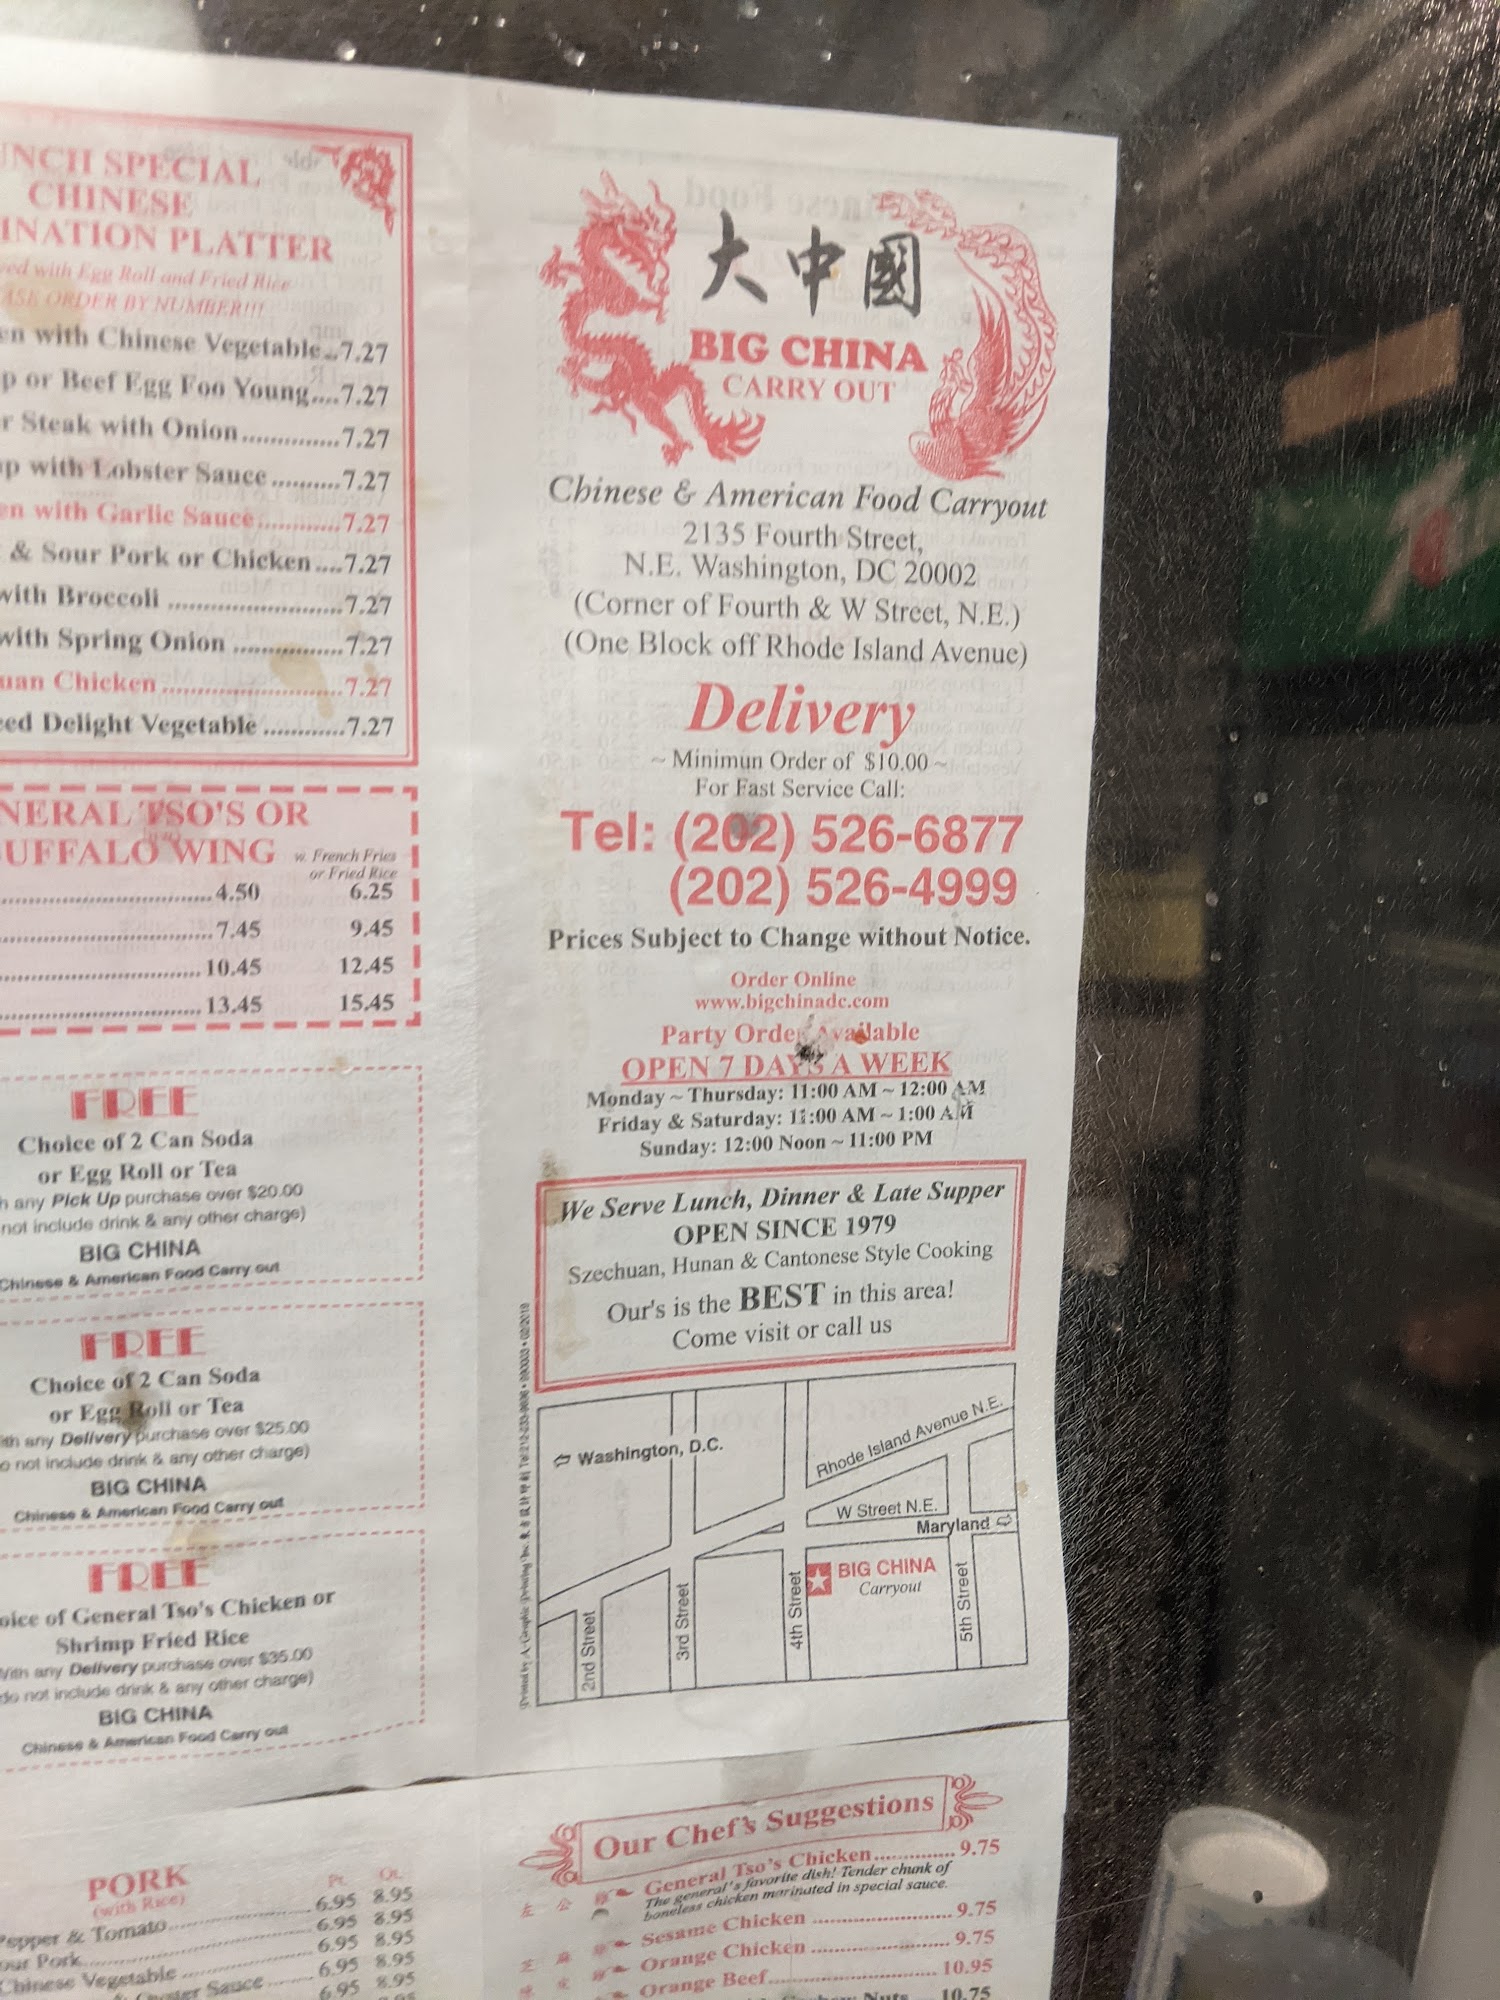 大中國
BIG CHINA
CARRY OUT
Chinese & American Food Carryout
2135 Fourth Street,
N.E. Washington, DC 20002
(Corner of Fourth & W Street, N.E.)
(One Block off Rhode Island Avenue)
Delivery
~ Minimun Order of $10.00 ~
For Fast Service Call:
Tel: (202) 526-6877
(202) 526-4999
Prices Subject to Change without Notice.
Order Online
www.bigchinadc.com
Party Order Available
OPEN 7 DAYS A WEEK
Monday ~ Thursday: 11:00 AM ~ 12:00 AM
Friday & Saturday: 11:00 AM ~ 1:00 AM
Sunday: 12:00 Noon ~ 11:00 PM
We Serve Lunch, Dinner & Late Supper
OPEN SINCE 1979
Szechuan, Hunan & Cantonese Style Cooking
Our's is the BEST in this area!
Come visit or call us
Washington, D.C.
Rhode Island Avenue N.E.
W Street N.E.
Maryland
BIG CHINA
Carryout
2nd Street
3rd Street
4th Street
5th Street
SPECIAL
CHINESE
PLATTER
with Egg Roll and Fried Rice
ORDER BY NUMBER!!!
with Chinese Vegetable..7.27
or Beef Egg Foo Young....7.27
Steak with Onion..............7.27
with Lobster Sauce..........7.27
with Garlic Sauce............7.27
& Sour Pork or Chicken....7.27
with Broccoli.........................7.27
with Spring Onion................7.27
Chicken..........................7.27
Delight Vegetable............7.27
TSO'S OR
WING w. French Fries
or Fried Rice
4.50 6.25
7.45 9.45
10.45 12.45
13.45 15.45
FREE
Choice of 2 Can Soda
or Egg Roll or Tea
any Pick Up purchase over $20.00
not include drink & any other charge)
BIG CHINA
Chinese & American Food Carry out
FREE
Choice of 2 Can Soda
or Egg Roll or Tea
any Delivery purchase over $25.00
not include drink & any other charge)
BIG CHINA
Chinese & American Food Carry out
FREE
of General Tso's Chicken or
Shrimp Fried Rice
With any Delivery purchase over $35.00
do not include drink & any other charge)
BIG CHINA
Chinese & American Food Carry out
PORK Pt. Qt.
(with Rice)
Pepper & Tomato 6.95 8.95
Pork 6.95 8.95
Chinese Vegetable 6.95 8.95
Sauce 6.95 8.95
Our Chef's Suggestions
General Tso's Chicken 9.75
The general's favorite dish! Tender chunk of
boneless chicken marinated in special sauce.
Sesame Chicken 9.75
Orange Chicken 9.75
Orange Beef 10.95
Nuts 10.75